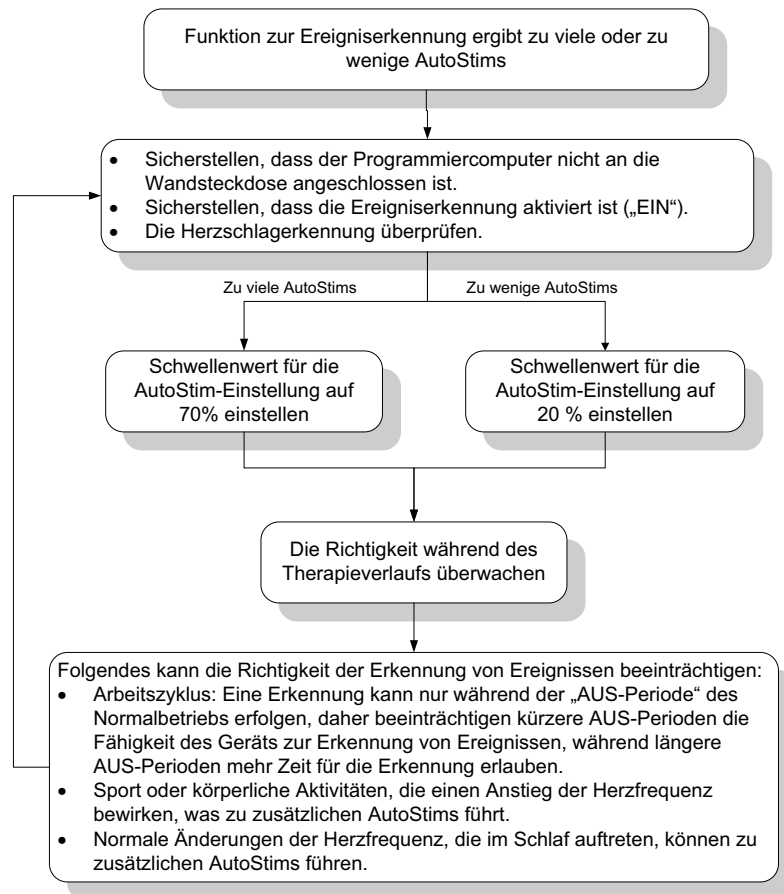 Funktion zur Ereigniserkennung ergibt zu viele oder zu
wenige AutoStims
• Sicherstellen, dass der Programmiercomputer nicht an die
Wandsteckdose angeschlossen ist.
• Sicherstellen, dass die Ereigniserkennung aktiviert ist („EIN“).
• Die Herzschlagerkennung überprüfen.
Zu viele AutoStims
Zu wenige AutoStims
Schwellenwert für die
AutoStim-Einstellung auf
70% einstellen
Schwellenwert für die
AutoStim-Einstellung auf
20 % einstellen
Die Richtigkeit während des
Therapieverlaufs überwachen
Folgendes kann die Richtigkeit der Erkennung von Ereignissen beeinträchtigen:
• Arbeitszyklus: Eine Erkennung kann nur während der „AUS-Periode“ des
Normalbetriebs erfolgen, daher beeinträchtigen kürzere AUS-Perioden die
Fähigkeit des Geräts zur Erkennung von Ereignissen, während längere
AUS-Perioden mehr Zeit für die Erkennung erlauben.
• Sport oder körperliche Aktivitäten, die einen Anstieg der Herzfrequenz
bewirken, was zu zusätzlichen AutoStims führt.
• Normale Änderungen der Herzfrequenz, die im Schlaf auftreten, können zu
zusätzlichen AutoStims führen.